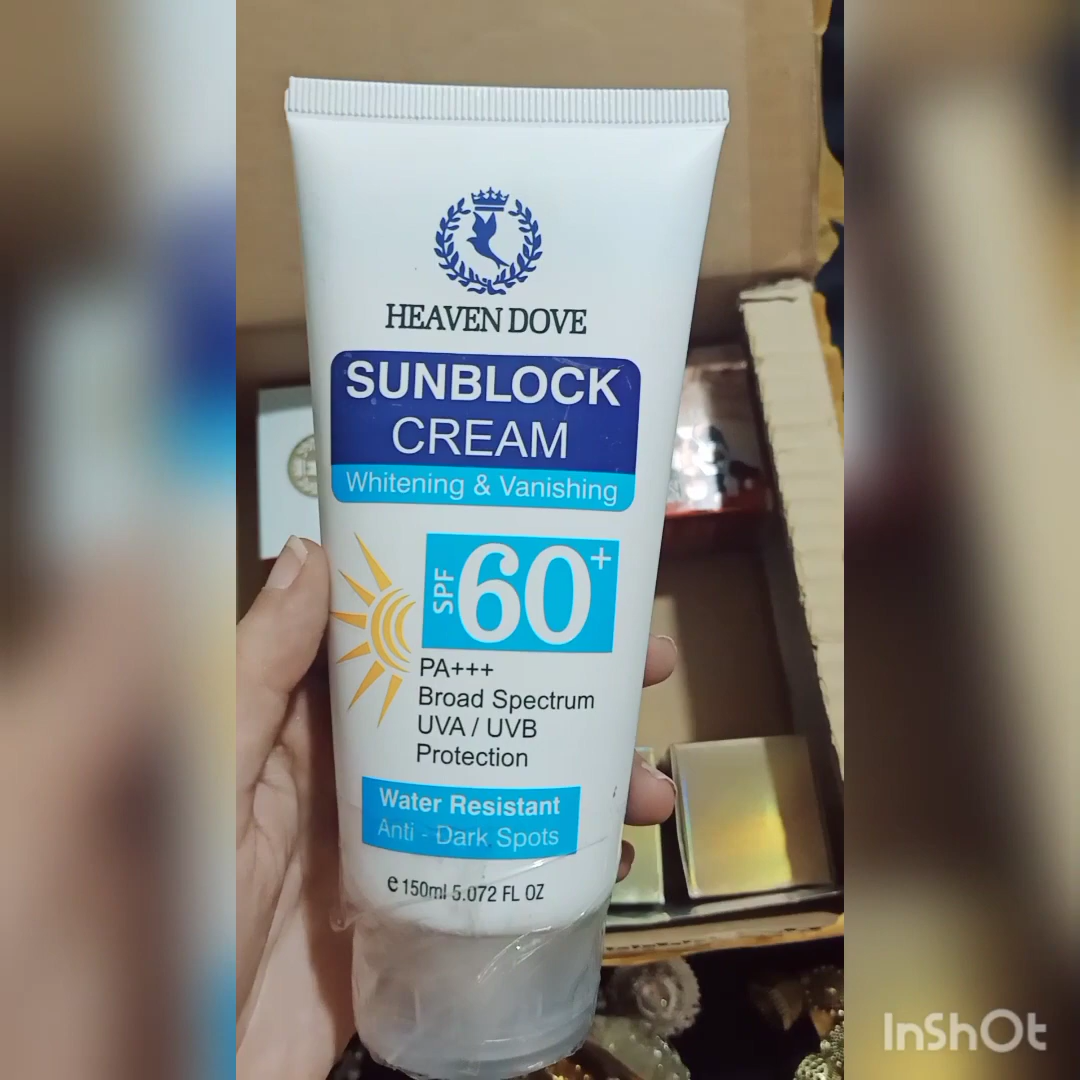 HEAVEN DOVE
SUNBLOCK
CREAM
Whitening & Vanishing
SPF 60+
PA+++
Broad Spectrum
UVA / UVB
Protection
Water Resistant
Anti - Dark Spots
e 150ml 5.072 FL OZ
InShOt